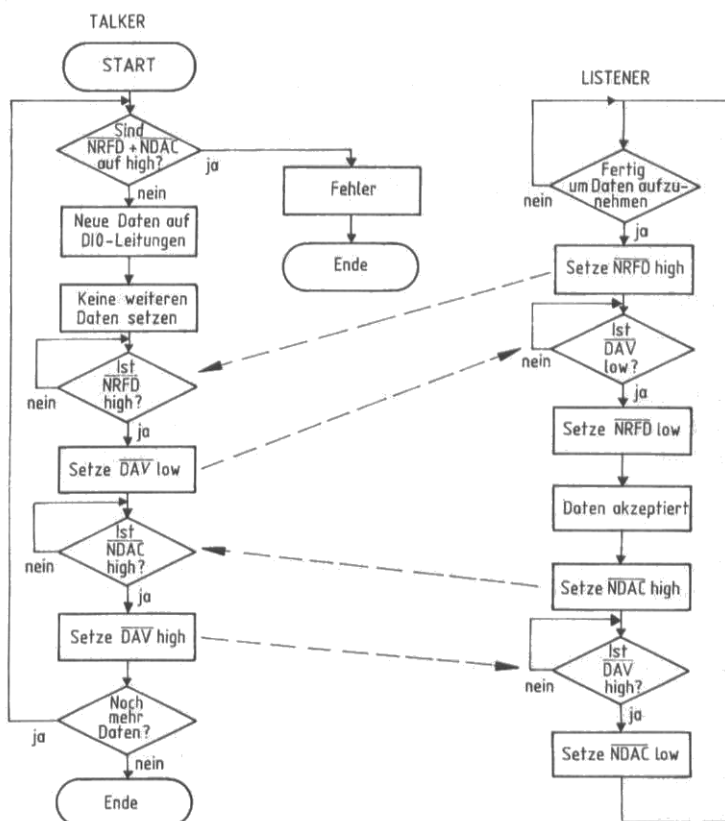 TALKER
START
Sind
NRFD + NDAC
auf high?
ja
nein
Fehler
Ende
Neue Daten auf
DIO-Leitungen
Keine weiteren
Daten setzen
Ist
NRFD
high?
nein
ja
Setze DAV low
Ist
NDAC
high?
nein
ja
Setze DAV high
Noch
mehr
Daten?
ja
nein
Ende
LISTENER
Fertig
um Daten aufzu-
nehmen
nein
ja
Setze NRFD high
Ist
DAV
low?
nein
ja
Setze NRFD low
Daten akzeptiert
Setze NDAC high
Ist
DAV
high?
nein
ja
Setze NDAC low